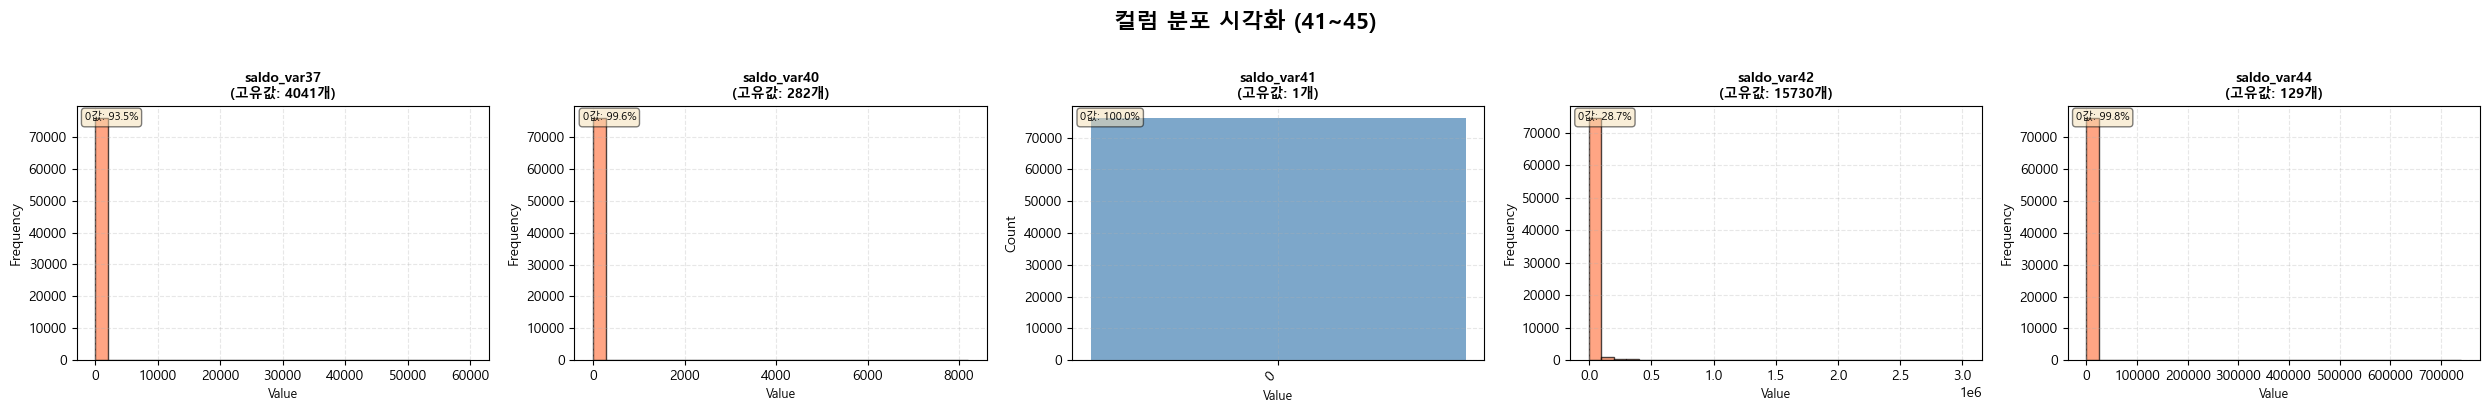 컬럼 분포 시각화 (41~45)
saldo_var37
(고유값: 4041개)
0값: 93.5%
Frequency
70000
60000
50000
40000
30000
20000
10000
0
0 10000 20000 30000 40000 50000 60000
Value
saldo_var40
(고유값: 282개)
0값: 99.6%
Frequency
70000
60000
50000
40000
30000
20000
10000
0
0 2000 4000 6000 8000
Value
saldo_var41
(고유값: 1개)
0값: 100.0%
Count
70000
60000
50000
40000
30000
20000
10000
0
0
Value
saldo_var42
(고유값: 15730개)
0값: 28.7%
Frequency
70000
60000
50000
40000
30000
20000
10000
0
0.0 0.5 1.0 1.5 2.0 2.5 3.0
1e6
Value
saldo_var44
(고유값: 129개)
0값: 99.8%
Frequency
70000
60000
50000
40000
30000
20000
10000
0
0 100000 200000 300000 400000 500000 600000 700000
Value